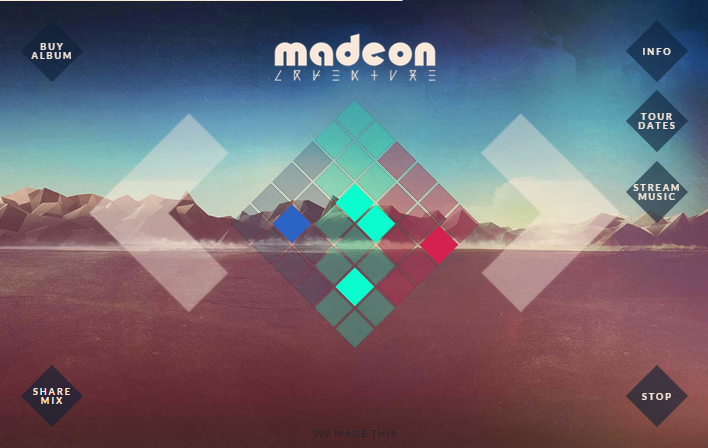 BUY
ALBUM
madeon
INFO
TOUR
DATES
STREAM
MUSIC
SHARE
MIX
STOP
WE MADE THIS